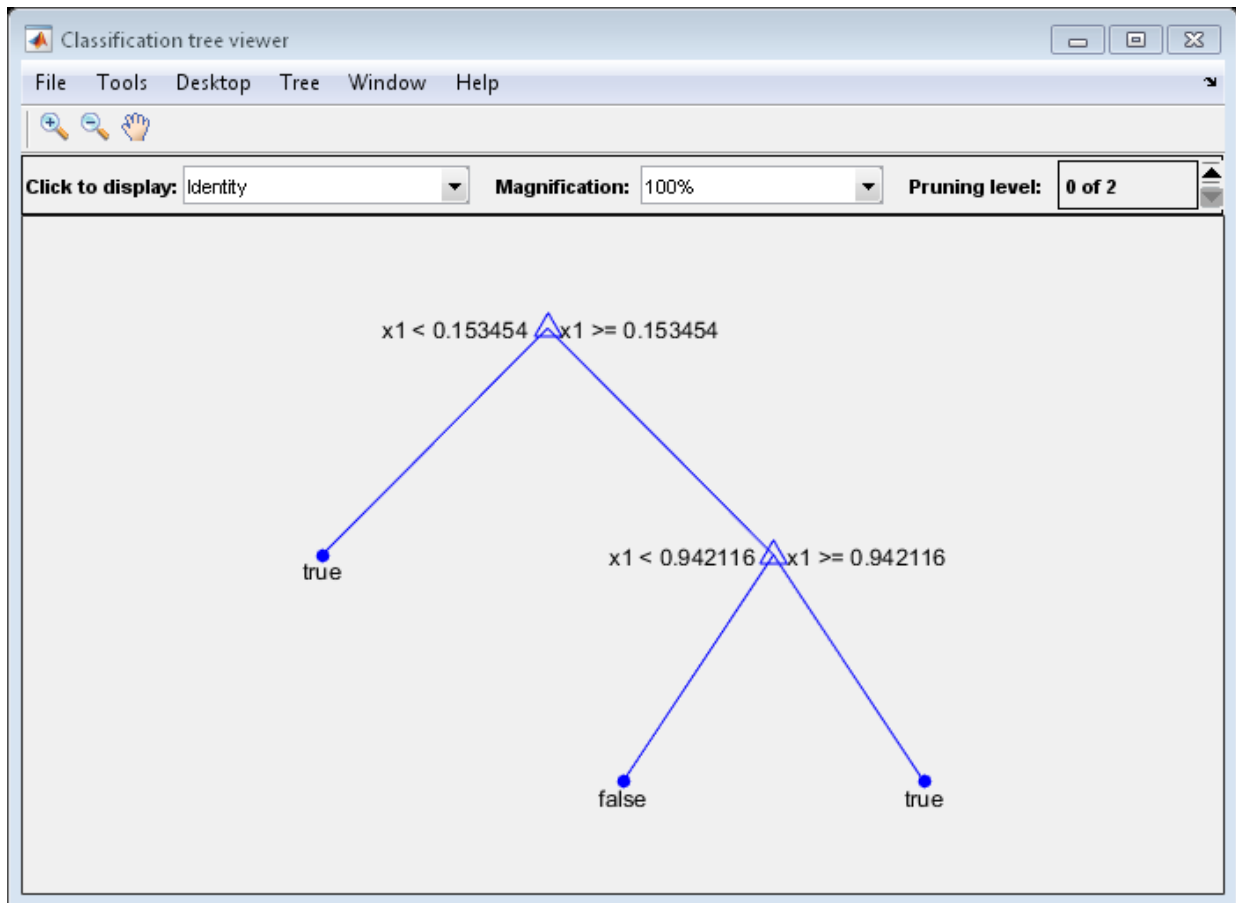 Classification tree viewer
File Tools Desktop Tree Window Help
Click to display: Identity Magnification: 100% Pruning level: 0 of 2
x1 < 0.153454 x1 >= 0.153454
true
x1 < 0.942116 x1 >= 0.942116
false true